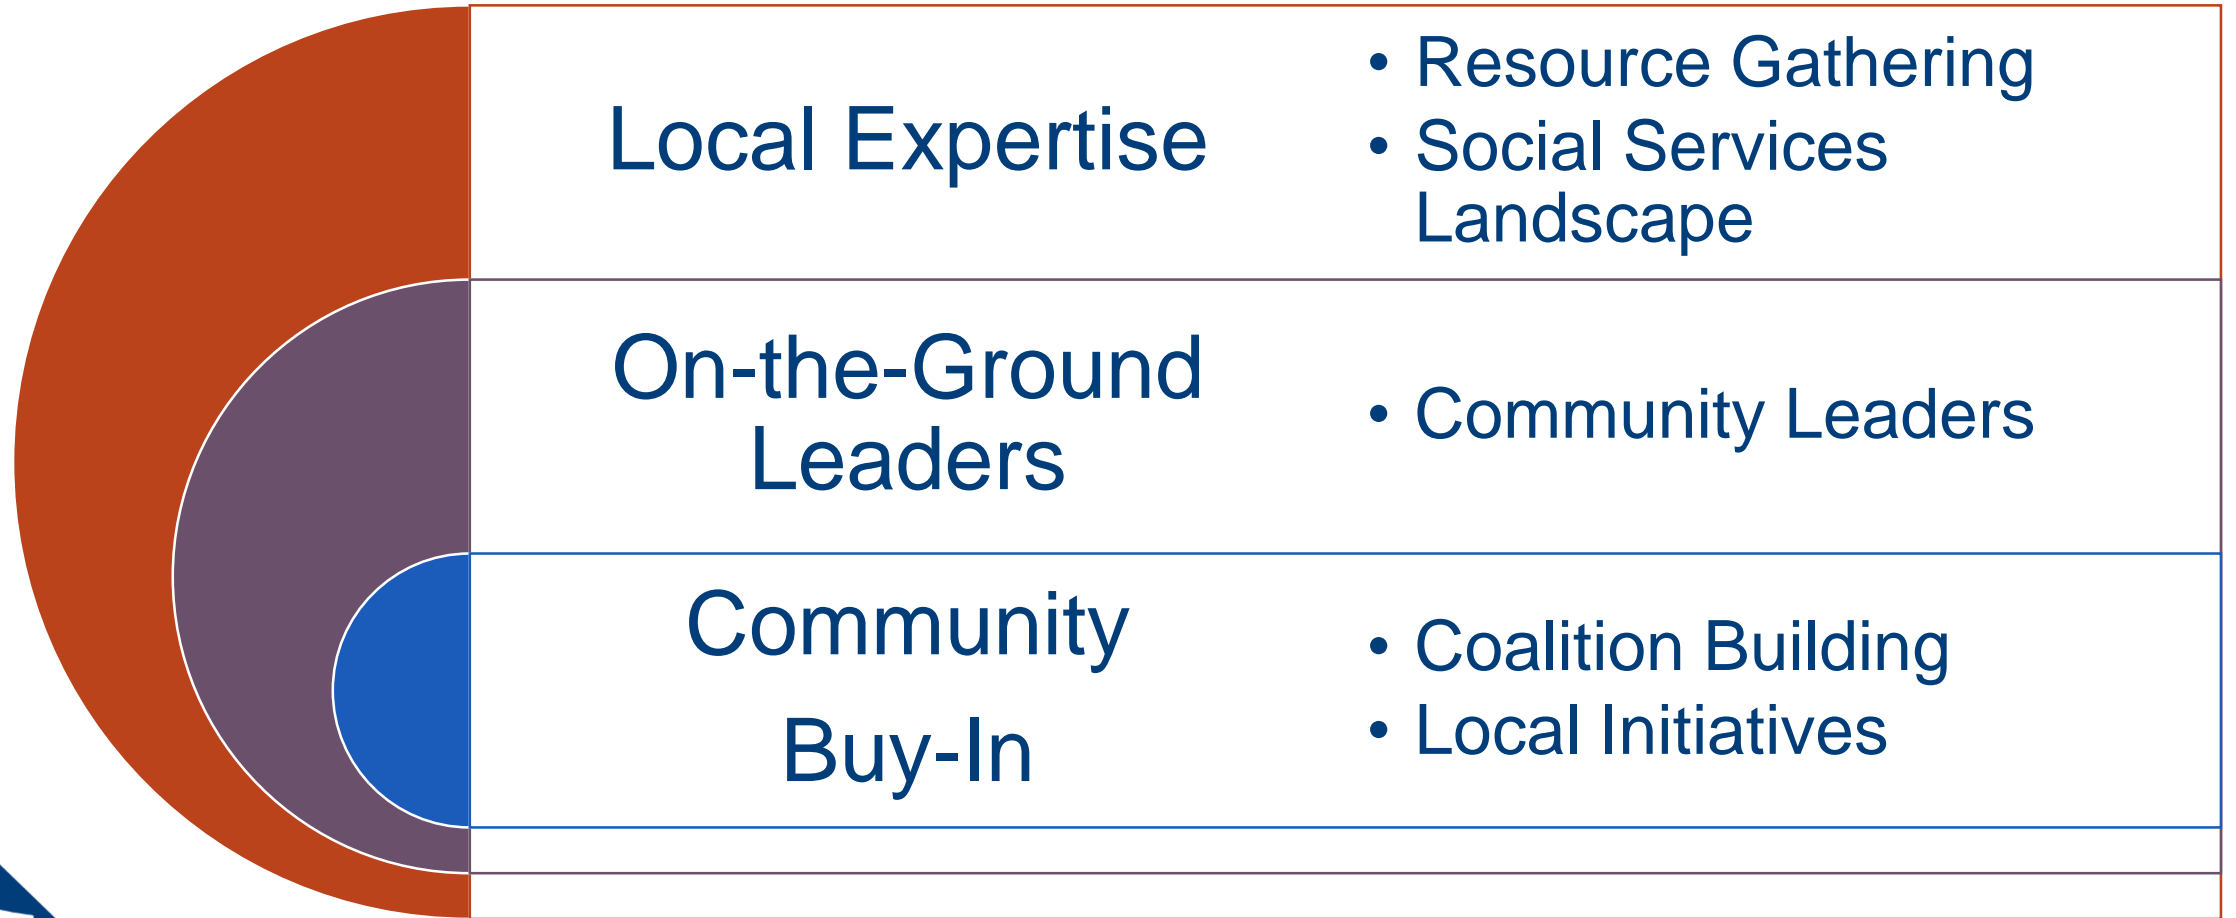 Local Expertise
• Resource Gathering
• Social Services
Landscape
On-the-Ground
Leaders
• Community Leaders
Community
Buy-In
• Coalition Building
• Local Initiatives